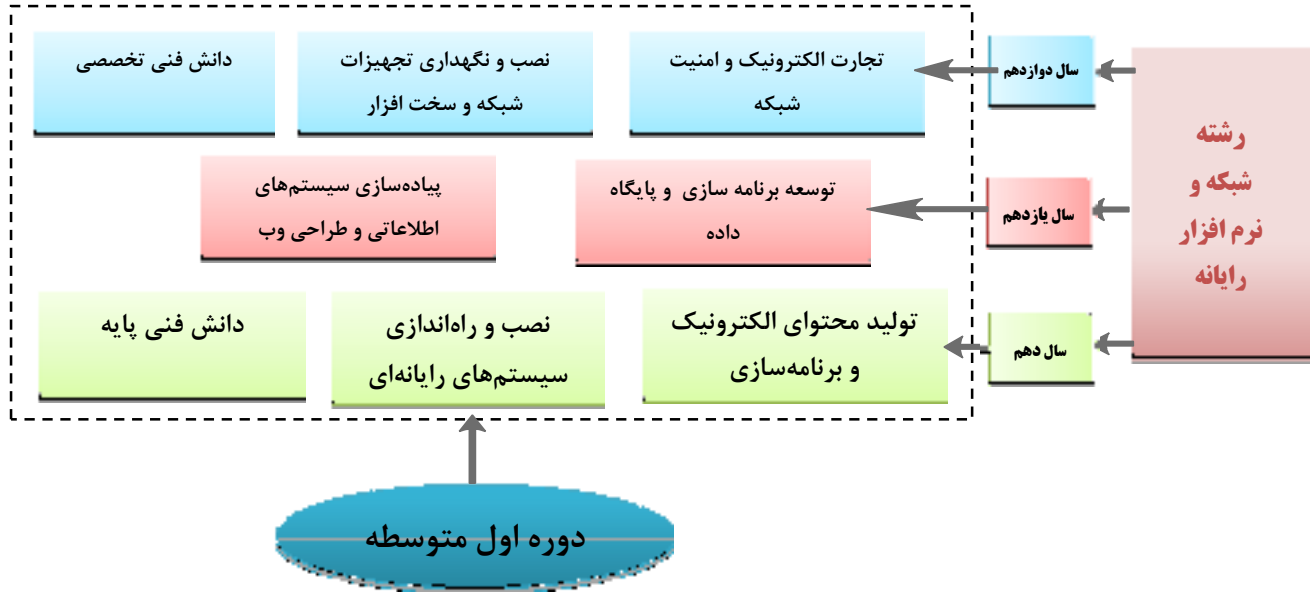 رشته
شبکه و
نرم افزار
رایانه
سال دوازدهم
تجارت الکترونیک و امنیت
شبکه
نصب و نگهداری تجهیزات
شبکه و سخت افزار
دانش فنی تخصصی
سال یازدهم
توسعه برنامه سازی و پایگاه
داده
پیاده‌سازی سیستم‌های
اطلاعاتی و طراحی وب
سال دهم
تولید محتوای الکترونیک
و برنامه‌سازی
نصب و راه‌اندازی
سیستم‌های رایانه‌ای
دانش فنی پایه
دوره اول متوسطه